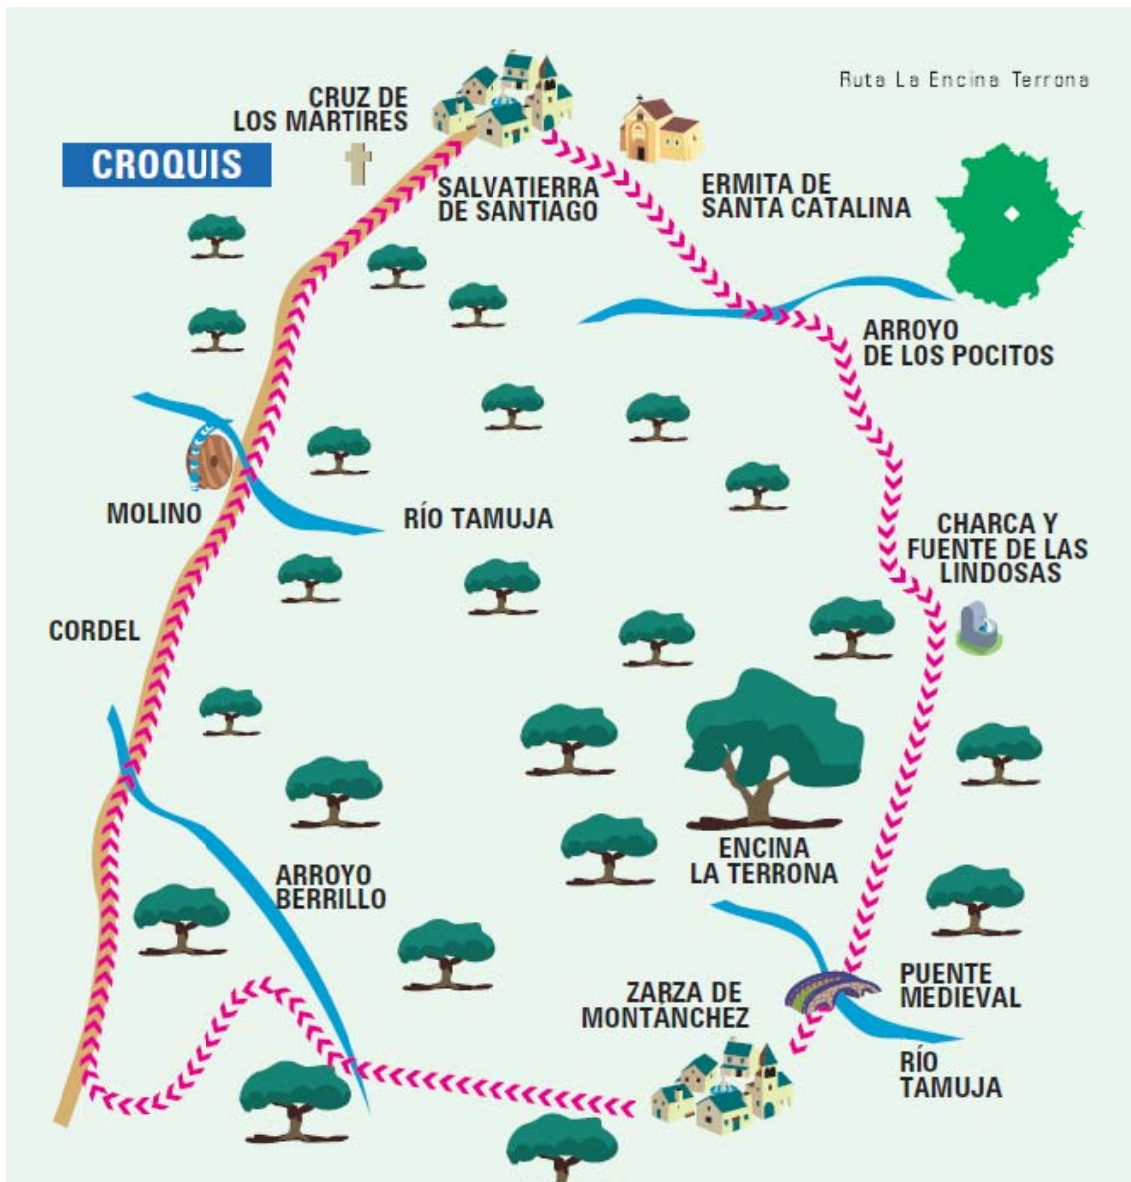 Ruta La Encina Terrona
CRUZ DE
LOS MARTIRES
CROQUIS
SALVATIERRA
DE SANTIAGO
ERMITA DE
SANTA CATALINA
ARROYO
DE LOS POCITOS
MOLINO
RÍO TAMUJA
CHARCA Y
FUENTE DE LAS
LINDOSAS
CORDEL
ENCINA
LA TERRONA
ARROYO
BERRILLO
ZARZA DE
MONTANCHEZ
PUENTE
MEDIEVAL
RÍO
TAMUJA